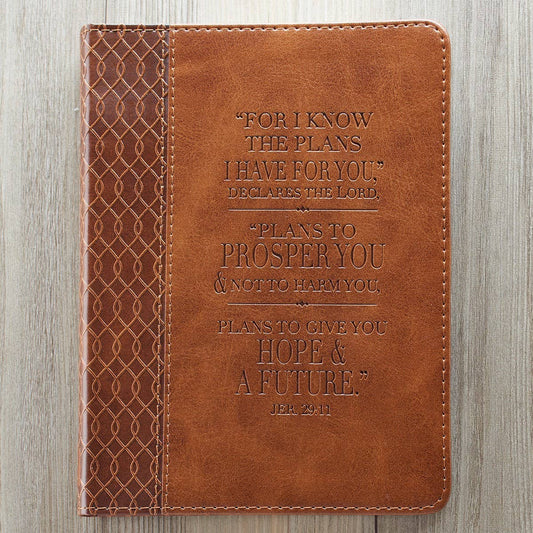 "FOR I KNOW
THE PLANS
I HAVE FOR YOU,"
DECLARES THE LORD,
"PLANS TO
PROSPER YOU
& NOT TO HARM YOU,
PLANS TO GIVE YOU
HOPE &
A FUTURE."
JER. 29:11